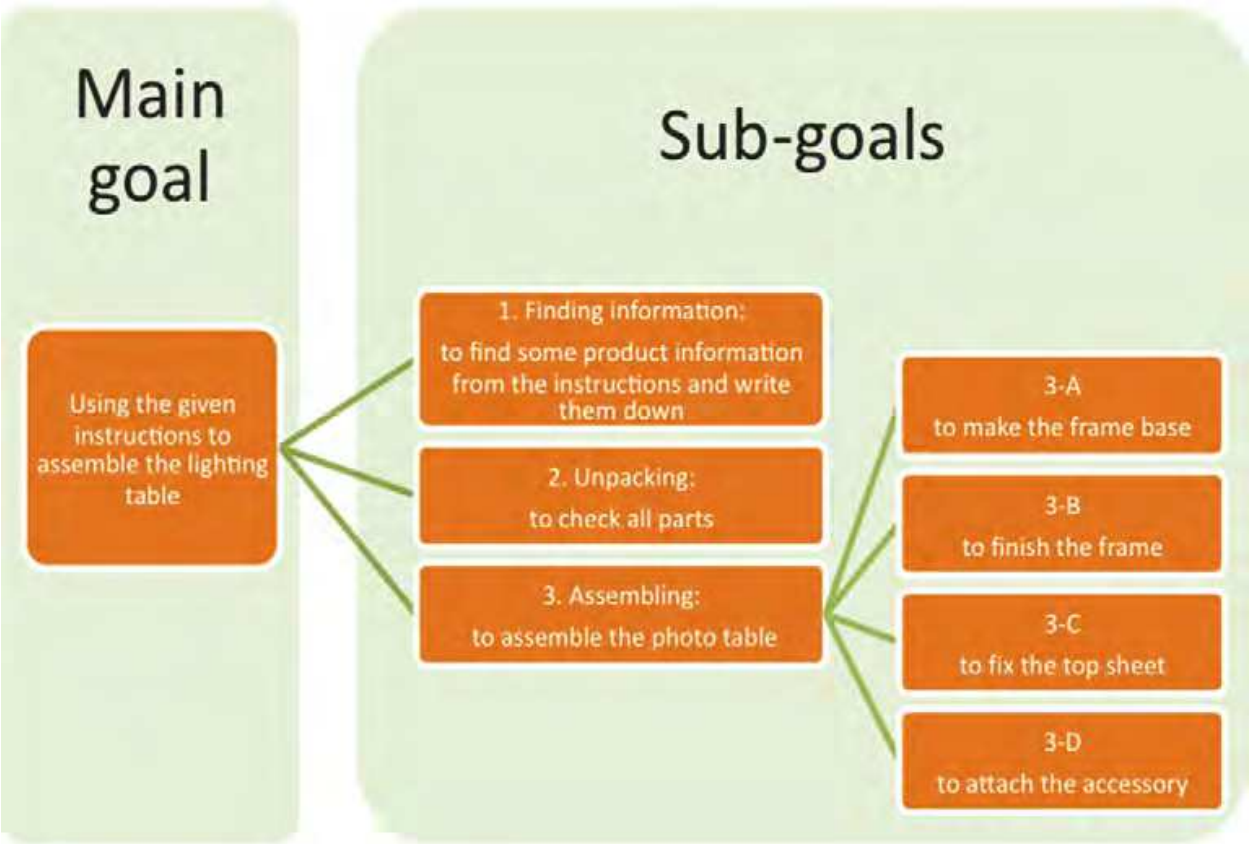 Main
goal
Sub-goals
Using the given
instructions to
assemble the lighting
table
1. Finding information:
to find some product information
from the instructions and write
them down
2. Unpacking:
to check all parts
3. Assembling:
to assemble the photo table
3-A
to make the frame base
3-B
to finish the frame
3-C
to fix the top sheet
3-D
to attach the accessory